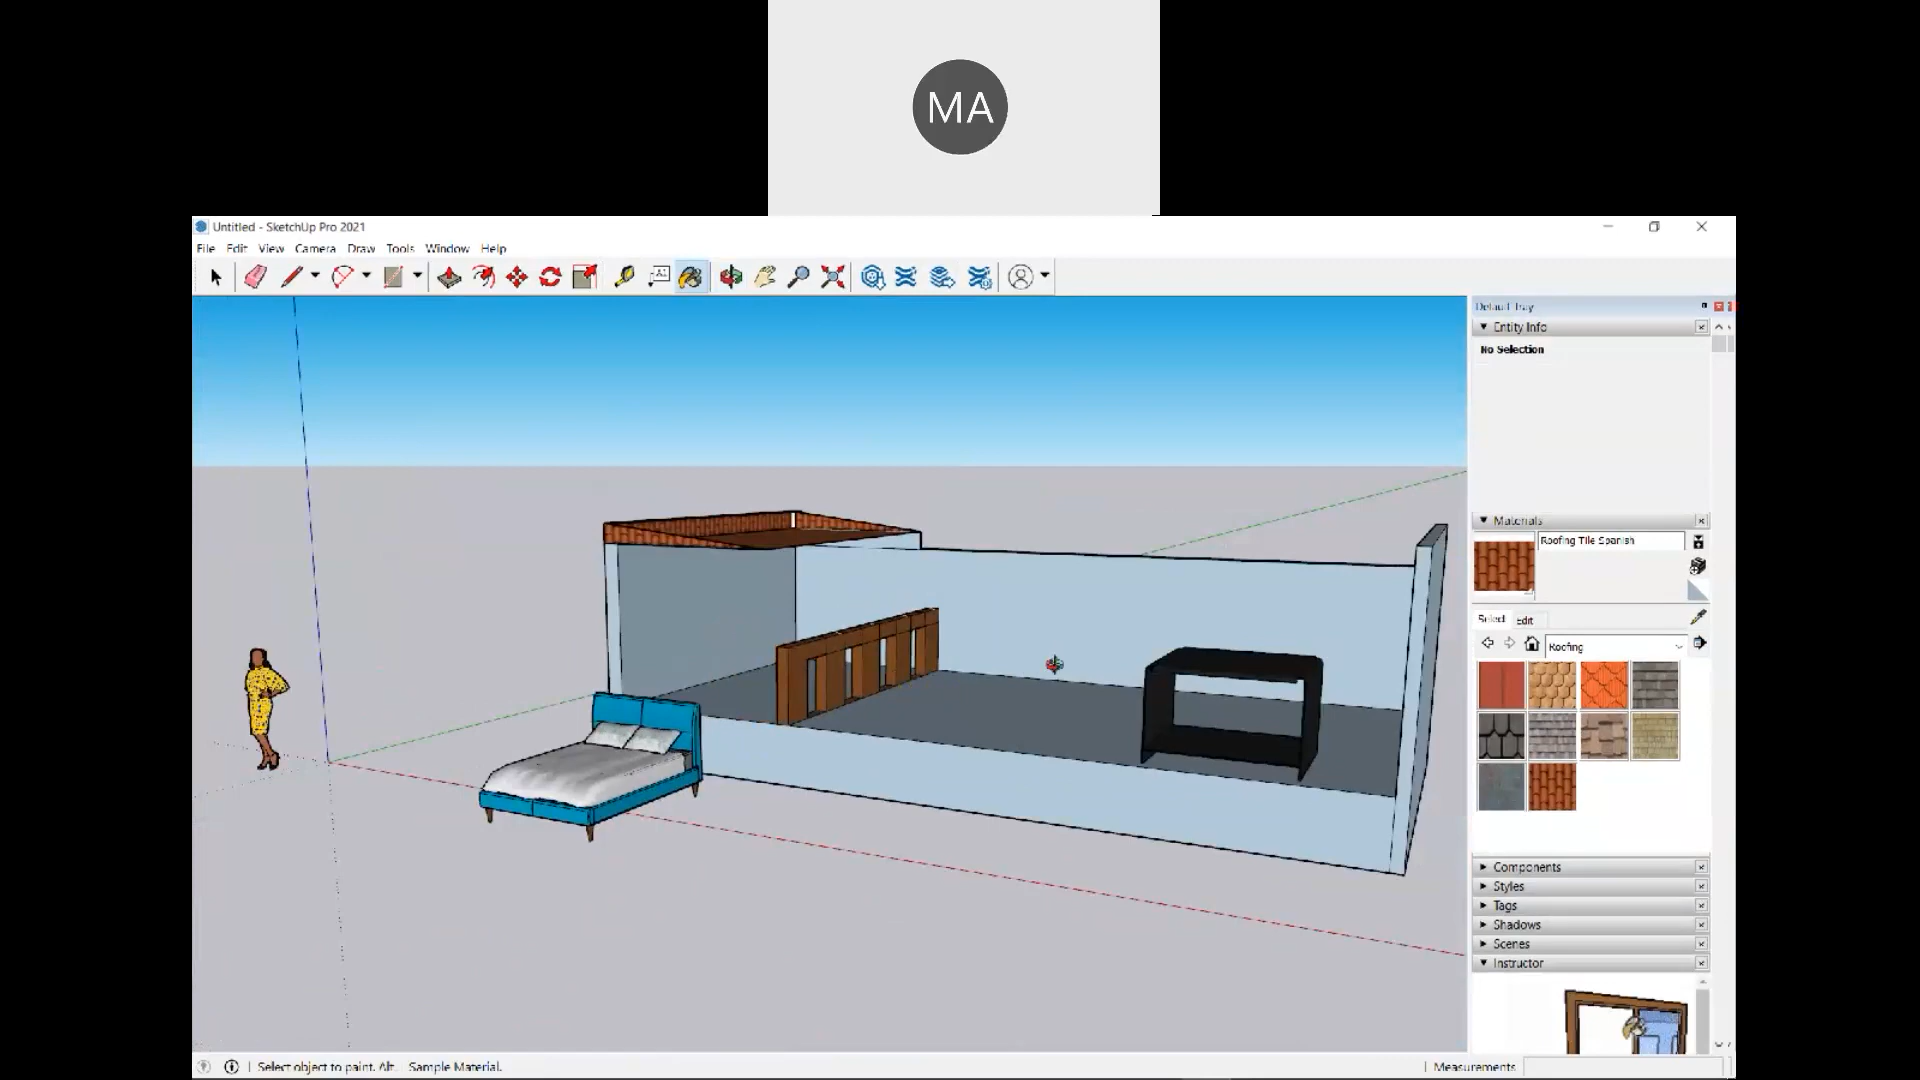 MA
Untitled - SketchUp Pro 2021
File Edit View Camera Draw Tools Window Help
Default Tray
Entity Info
No Selection
Materials
Roofing Tile Spanish
Select Edit
Roofing
Components
Styles
Tags
Shadows
Scenes
Instructor
Select object to paint. Alt Sample Material.
Measurements